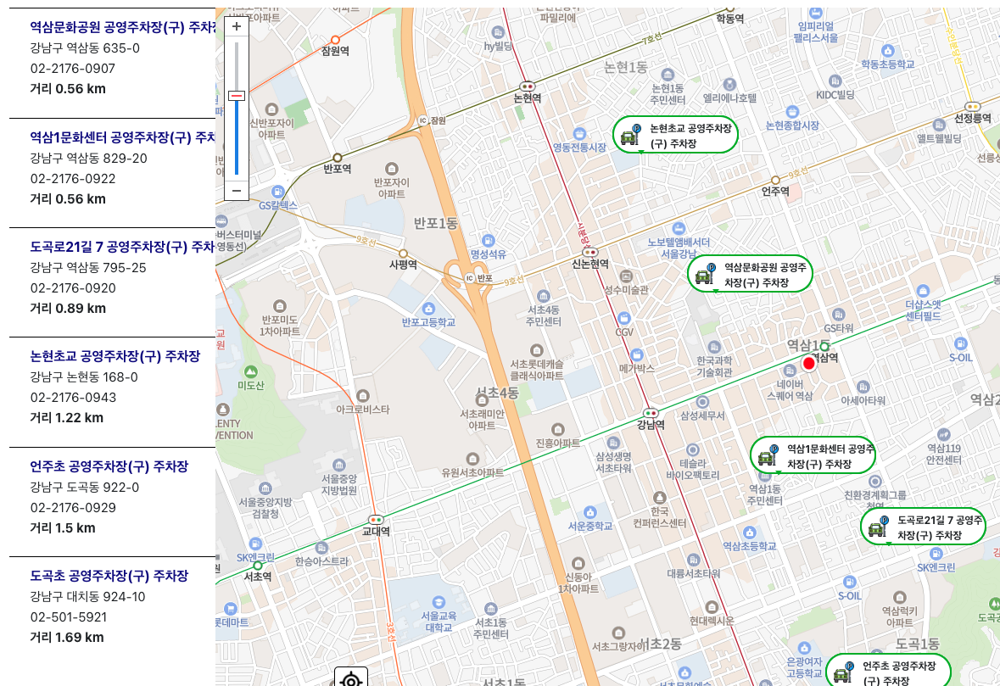 역삼문화공원 공영주차장(구) 주차
강남구 역삼동 635-0
02-2176-0907
거리 0.56 km
역삼1문화센터 공영주차장(구) 주차
강남구 역삼동 829-20
02-2176-0922
거리 0.56 km
도곡로21길 7 공영주차장(구) 주차
강남구 역삼동 795-25
02-2176-0920
거리 0.89 km
논현초교 공영주차장(구) 주차장
강남구 논현동 168-0
02-2176-0943
거리 1.22 km
언주초 공영주차장(구) 주차장
강남구 도곡동 922-0
02-2176-0929
거리 1.5 km
도곡초 공영주차장(구) 주차장
강남구 대치동 924-10
02-501-5921
거리 1.69 km
아파트
파밀리에
학동역
임피리얼
팰리스서울
hy빌딩
7호선
잠원역
논현1동
학동초등학교
수인분당선
논현1동
주민센터
엘리에나호텔
KIDC빌딩
논현역
선정릉역
신반포자이
아파트
IC 잠원
논현초교 공영주차장
(구) 주차장
논현종합시장
엘트웰빌딩
영동전통시장
반포역
선릉
반포자이
아파트
9호선
언주역
GS칼텍스
반포1동
버스터미널
영동선)
9호선
명성석유
신분당선
노보텔앰배서더
서울강남
사평역
신논현역
역삼문화공원 공영주
차장(구) 주차장
IC 반포
9호선
성수미술관
반포미도
1차아파트
반포고등학교
서초4동
주민센터
더샵스앳
센터필드
GS타워
CGV
역삼1동
역삼역
S-OIL
서초롯데캐슬
클래식아파트
메가박스
한국과학
기술회관
미도산
네이버
스퀘어 역삼
아세아타워
서초4동
역삼2
아크로비스타
서초래미안
아파트
강남역
삼성세무서
진흥아파트
역삼1문화센터 공영주
차장(구) 주차장
역삼119
안전센터
삼성생명
서초타워
테슬라
바이오팩토리
유원서초아파트
서울중앙
지방법원
역삼1동
주민센터
친환경계획그룹
청연
서울중앙지방
검찰청
한국
컨퍼런스센터
도곡로21길 7 공영주
차장(구) 주차장
교대역
서운중학교
역삼초등학교
SK엔크린
한승아스트라
SK엔크린
서초역
신동아
1차아파트
대륭서초타워
S-OIL
롯데마트
서울교육
대학교
서초1동
주민센터
현대렉시온
역삼럭키
아파트
3호선
서초그랑자이
서초2동
도곡1동
은광여자
고등학교
언주초 공영주차장
(구) 주차장
서초1동